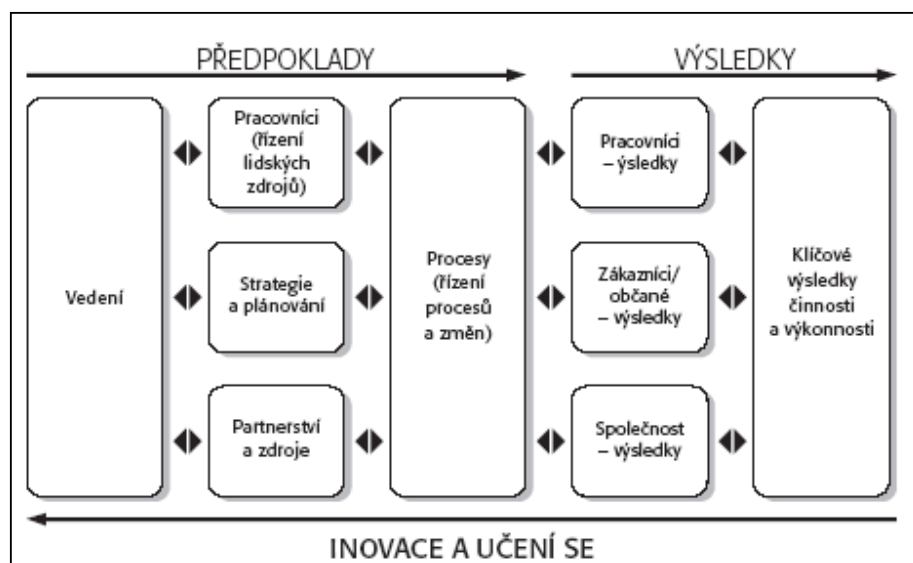 PŘEDPOKLADY
VÝSLEDKY
Vedení
Pracovníci
(řízení
lidských
zdrojů)
Strategie
a plánování
Partnerství
a zdroje
Procesy
(řízení
procesů
a změn)
Pracovníci
– ýsledky
Zákazníci/
občané
– výsledky
Společnost
– výsledky
Klíčové
výsledky
činnosti
a výkonnosti
INOVACE A UČENÍ SE